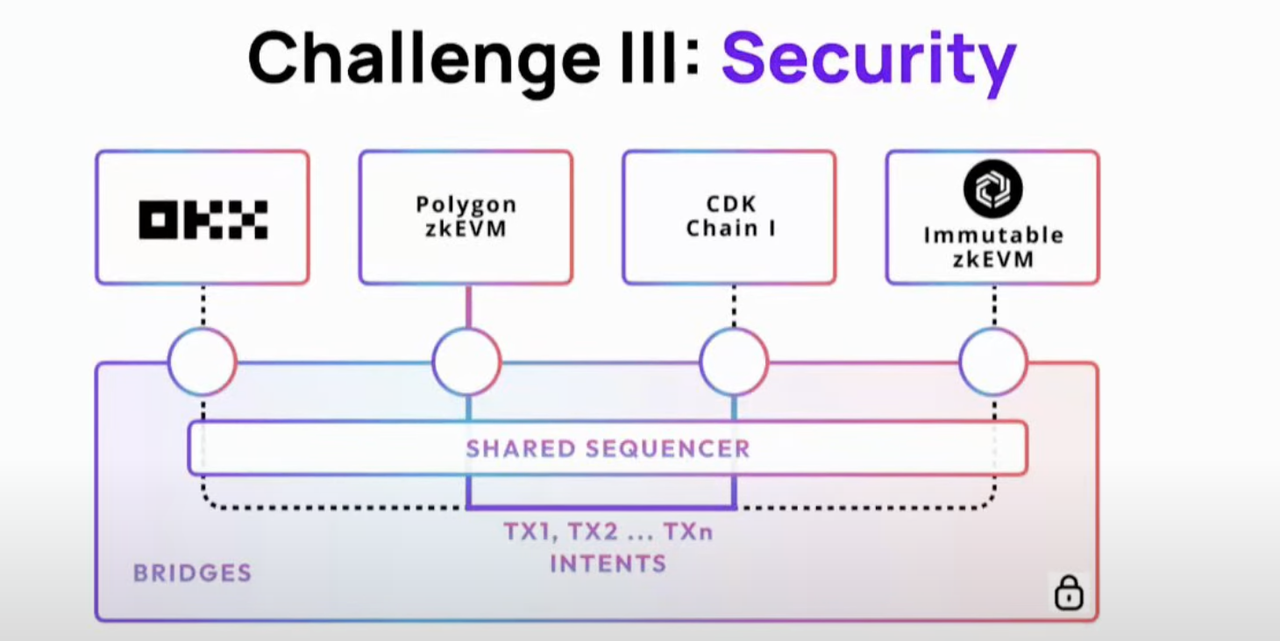 Challenge III: Security
OKX
Polygon
zkEVM
CDK
Chain I
Immutable
zkEVM
SHARED SEQUENCER
TX1, TX2 ... TXn
INTENTS
BRIDGES